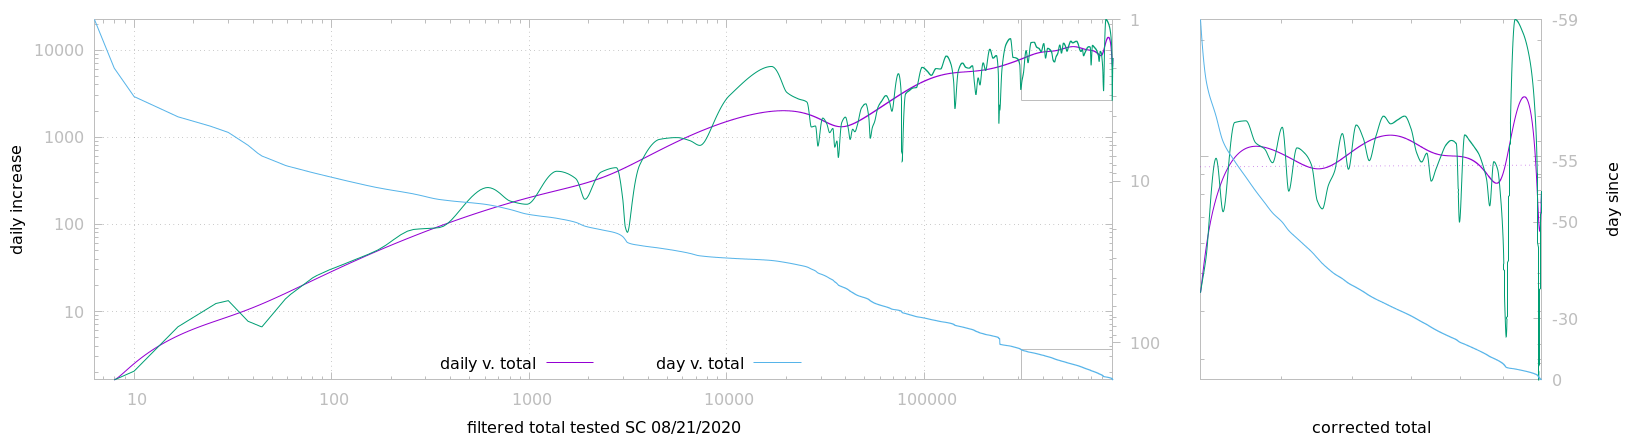 daily increase
10000
1000
100
10
10
100
1000
10000
100000
filtered total tested SC 08/21/2020
daily v. total
day v. total
1
10
100
-59
-55
-50
-30
0
day since
corrected total